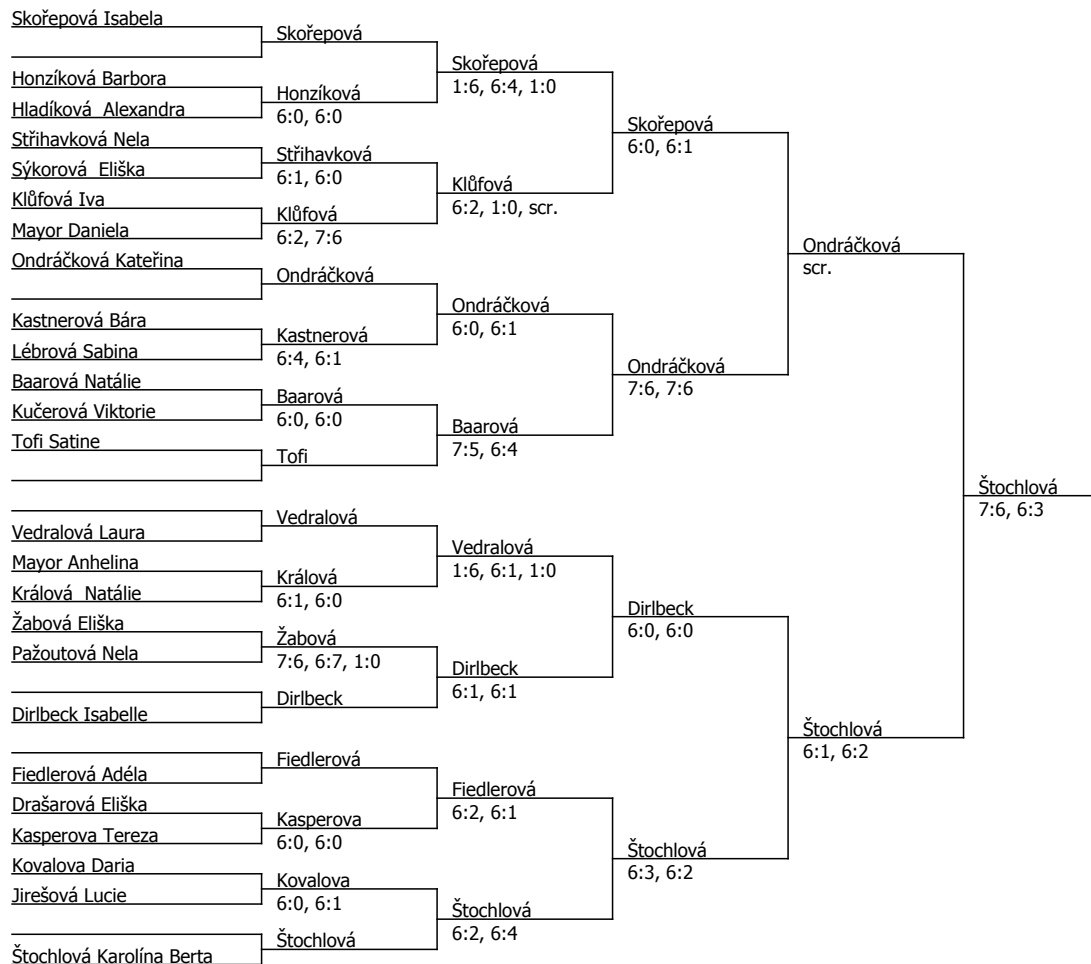 Skořepová Isabela
Skořepová
Skořepová
1:6, 6:4, 1:0
Honzíková Barbora
Honzíková
6:0, 6:0
Hladíková  Alexandra
Skořepová
6:0, 6:1
Střihavková Nela
Střihavková
6:1, 6:0
Sýkorová  Eliška
Klůfová
6:2, 1:0, scr.
Klůfová Iva
Klůfová
6:2, 7:6
Mayor Daniela
Ondráčková
scr.
Ondráčková Kateřina
Ondráčková
Ondráčková
6:0, 6:1
Kastnerová Bára
Kastnerová
6:4, 6:1
Lébrová Sabina
Ondráčková
7:6, 7:6
Baarová Natálie
Baarová
6:0, 6:0
Kučerová Viktorie
Baarová
7:5, 6:4
Tofi Satine
Tofi
Štochlová
7:6, 6:3
Vedralová
Vedralová Laura
Vedralová
1:6, 6:1, 1:0
Mayor Anhelina
Králová
6:1, 6:0
Králová  Natálie
Dirlbeck
6:0, 6:0
Žabová Eliška
Žabová
7:6, 6:7, 1:0
Pažoutová Nela
Dirlbeck
6:1, 6:1
Dirlbeck
Dirlbeck Isabelle
Štochlová
6:1, 6:2
Fiedlerová
Fiedlerová Adéla
Fiedlerová
6:2, 6:1
Drašarová Eliška
Kasperova
6:0, 6:0
Kasperova Tereza
Štochlová
6:3, 6:2
Kovalova Daria
Kovalova
6:0, 6:1
Jirešová Lucie
Štochlová
6:2, 6:4
Štochlová
Štochlová Karolína Berta